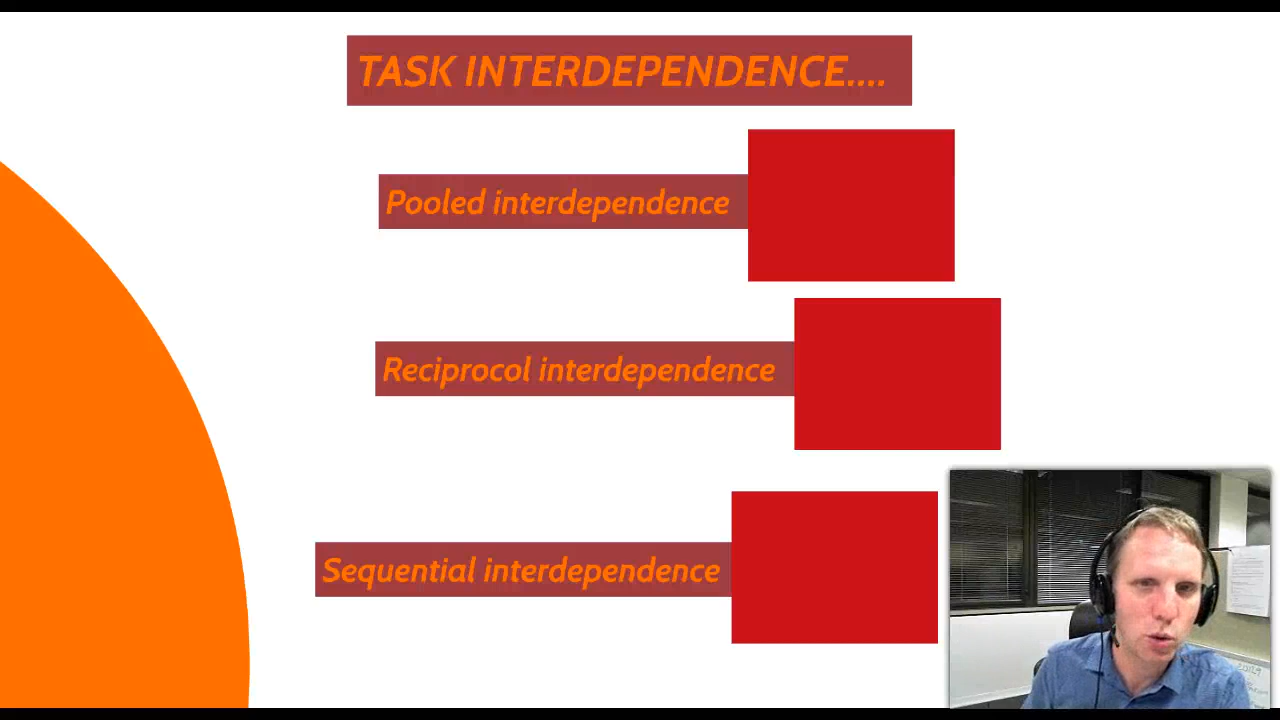 TASK INTERDEPENDENCE....
Pooled interdependence
Reciprocol interdependence
Sequential interdependence